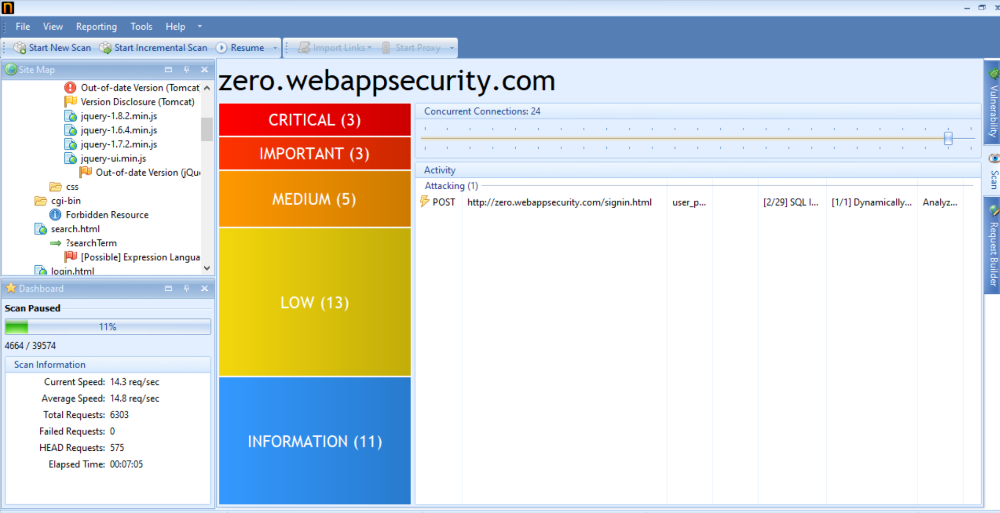 n
File View Reporting Tools Help
Start New Scan Start Incremental Scan Resume Import Links Start Proxy
Site Map
Out-of-date Version (Tomcat)
Version Disclosure (Tomcat)
jquery-1.8.2.min.js
jquery-1.6.4.min.js
jquery-1.7.2.min.js
jquery-ui.min.js
Out-of-date Version (jQue
css
cgi-bin
Forbidden Resource
search.html
?searchTerm
[Possible] Expression Langua
login.html
Dashboard
Scan Paused
11%
4664 / 39574
Scan Information
Current Speed: 14.3 req/sec
Average Speed: 14.8 req/sec
Total Requests: 6303
Failed Requests: 0
HEAD Requests: 575
Elapsed Time: 00:07:05
zero.webappsecurity.com
CRITICAL (3)
IMPORTANT (3)
MEDIUM (5)
LOW (13)
INFORMATION (11)
Concurrent Connections: 24
Activity
Attacking (1)
POST http://zero.webappsecurity.com/signin.html user_p... [2/29] SQL I... [1/1] Dynamically... Analyz...
Vulnerability
Scan
Request Builder